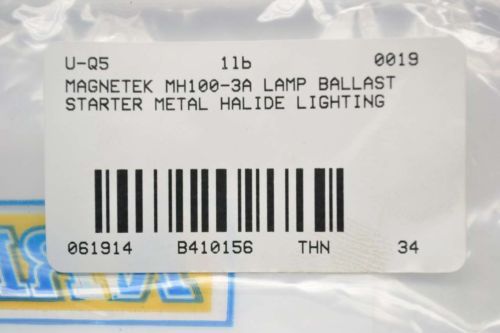 U-Q5 1lb 0019
MAGNETEK MH100-3A LAMP BALLAST
STARTER METAL HALIDE LIGHTING
061914 B410156 THN 34